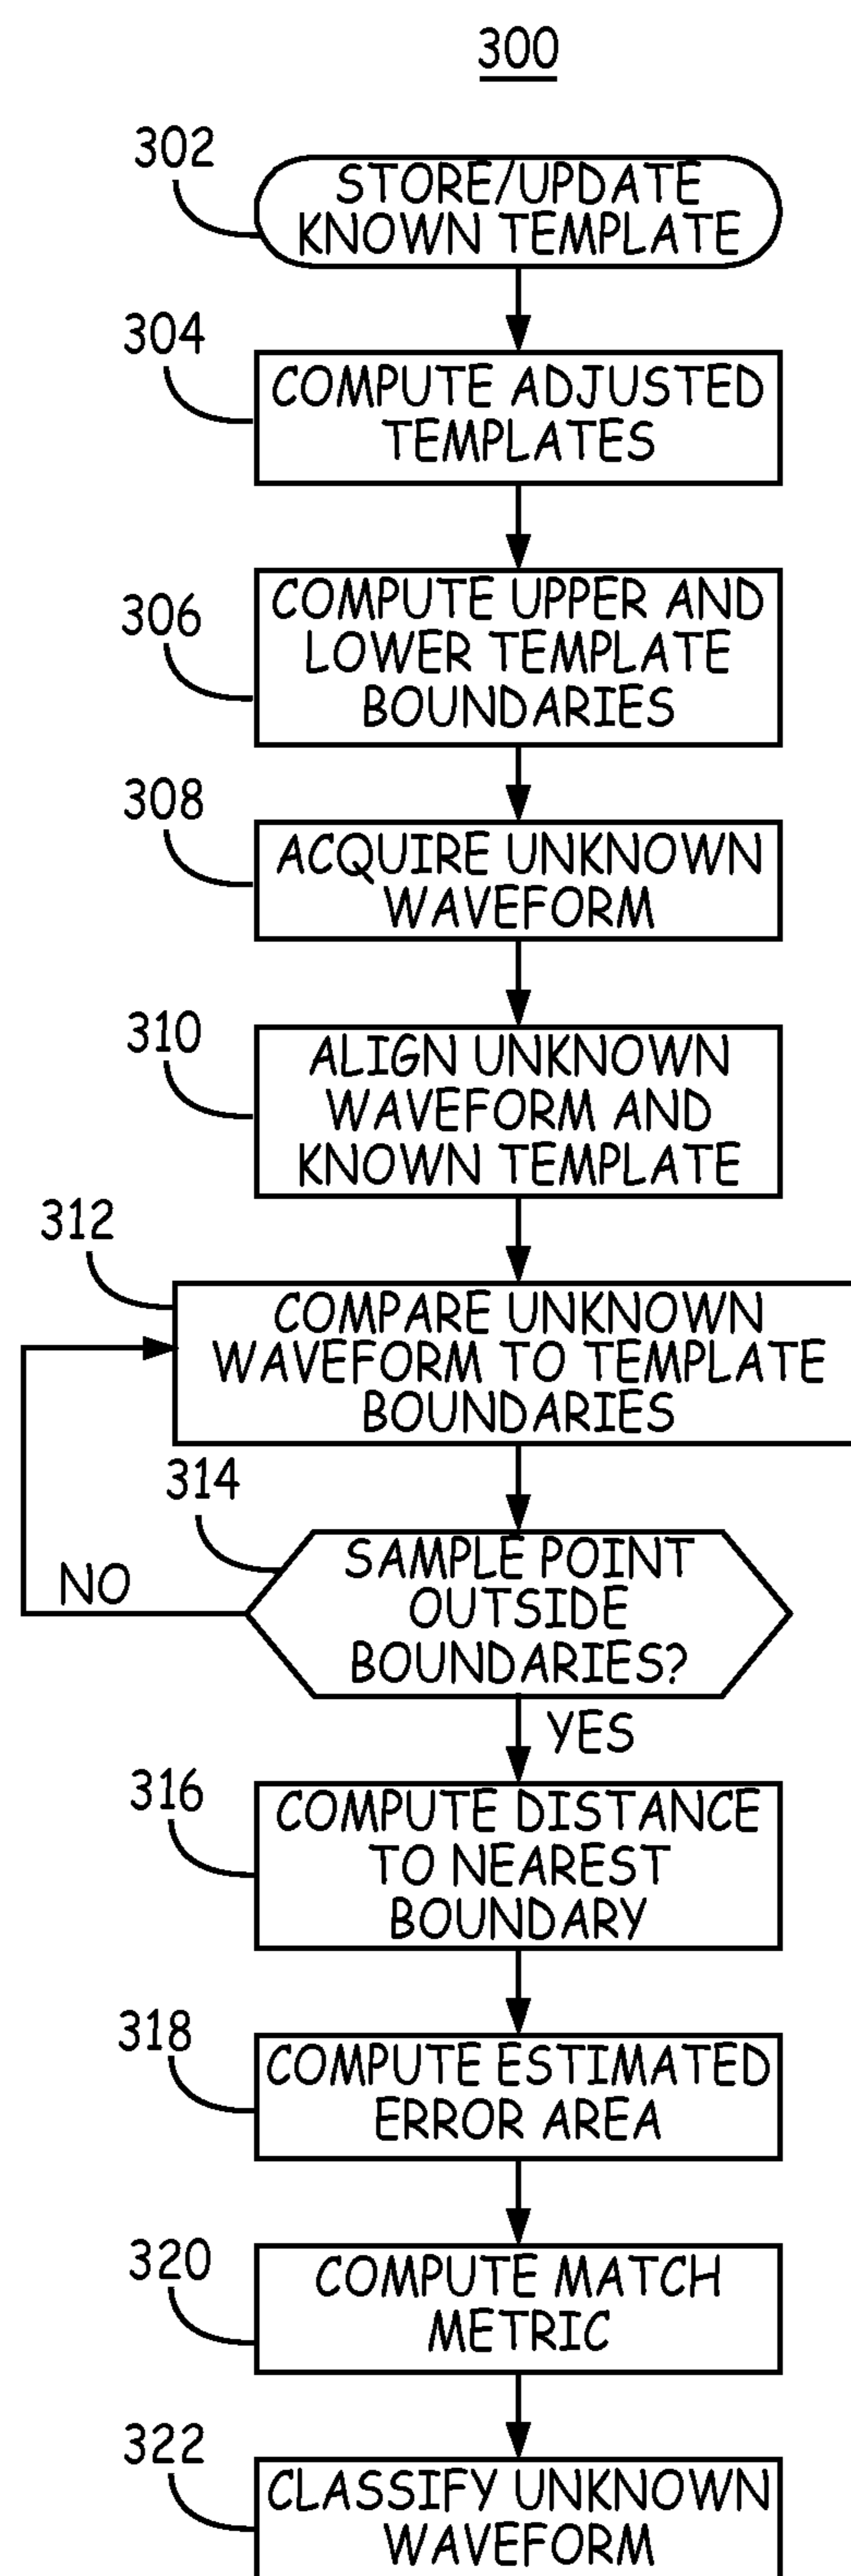 300
302
STORE/UPDATE
KNOWN TEMPLATE
304
COMPUTE ADJUSTED
TEMPLATES
306
COMPUTE UPPER AND
LOWER TEMPLATE
BOUNDARIES
308
ACQUIRE UNKNOWN
WAVEFORM
310
ALIGN UNKNOWN
WAVEFORM AND
KNOWN TEMPLATE
312
COMPARE UNKNOWN
WAVEFORM TO TEMPLATE
BOUNDARIES
314
SAMPLE POINT
OUTSIDE
BOUNDARIES?
NO
YES
316
COMPUTE DISTANCE
TO NEAREST
BOUNDARY
318
COMPUTE ESTIMATED
ERROR AREA
320
COMPUTE MATCH
METRIC
322
CLASSIFY UNKNOWN
WAVEFORM